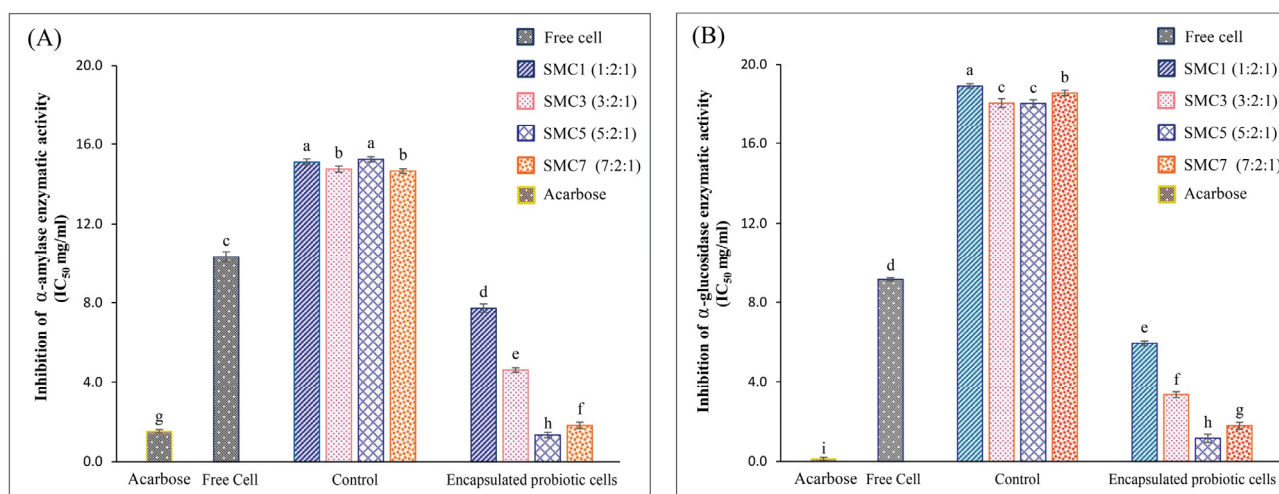 (A)
Inhibition of α-amylase enzymatic activity
(IC50 mg/ml)
20.0
16.0
12.0
8.0
4.0
0.0
Free cell
SMC1 (1:2:1)
SMC3 (3:2:1)
SMC5 (5:2:1)
SMC7 (7:2:1)
Acarbose
g
c
a
b
a
b
d
e
h
f
Acarbose
Free Cell
Control
Encapsulated probiotic cells
(B)
Inhibition of α-glucosidase enzymatic activity
(IC50 mg/ml)
20.0
16.0
12.0
8.0
4.0
0.0
Free cell
SMC1 (1:2:1)
SMC3 (3:2:1)
SMC5 (5:2:1)
SMC7 (7:2:1)
Acarbose
i
d
a
c
c
b
e
f
h
g
Acarbose
Free Cell
Control
Encapsulated probiotic cells